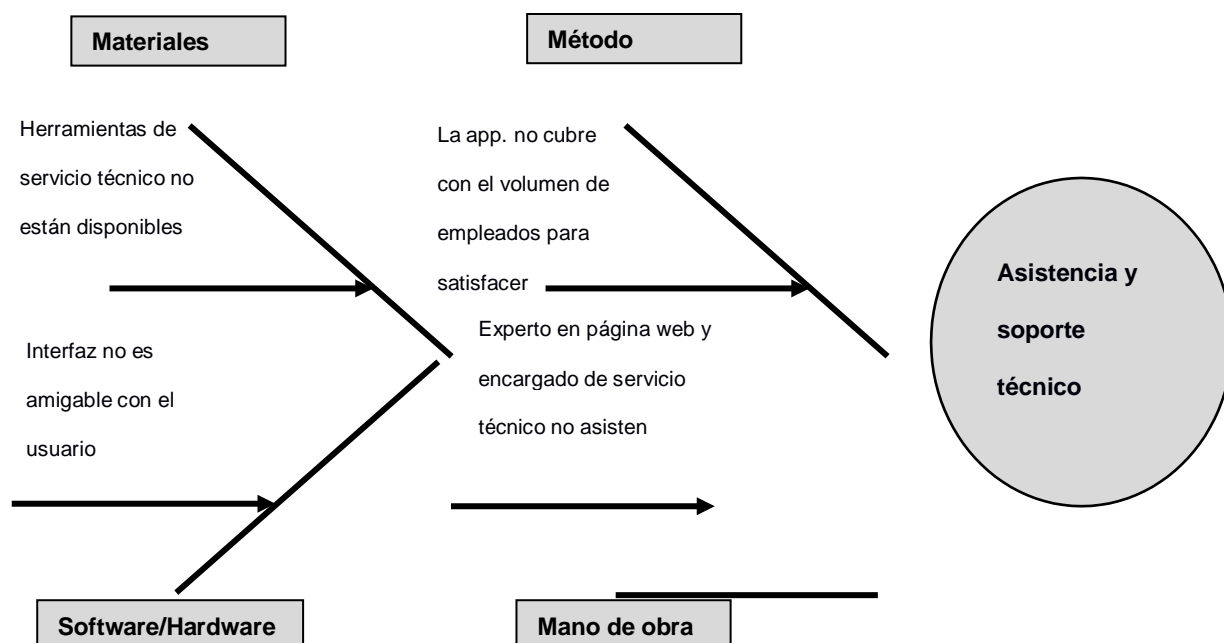 Materiales
Método
Herramientas de
servicio técnico no
están disponibles
La app. no cubre
con el volumen de
empleados para
satisfacer
Asistencia y
soporte
técnico
Interfaz no es
amigable con el
usuario
Experto en página web y
encargado de servicio
técnico no asisten
Software/Hardware
Mano de obra